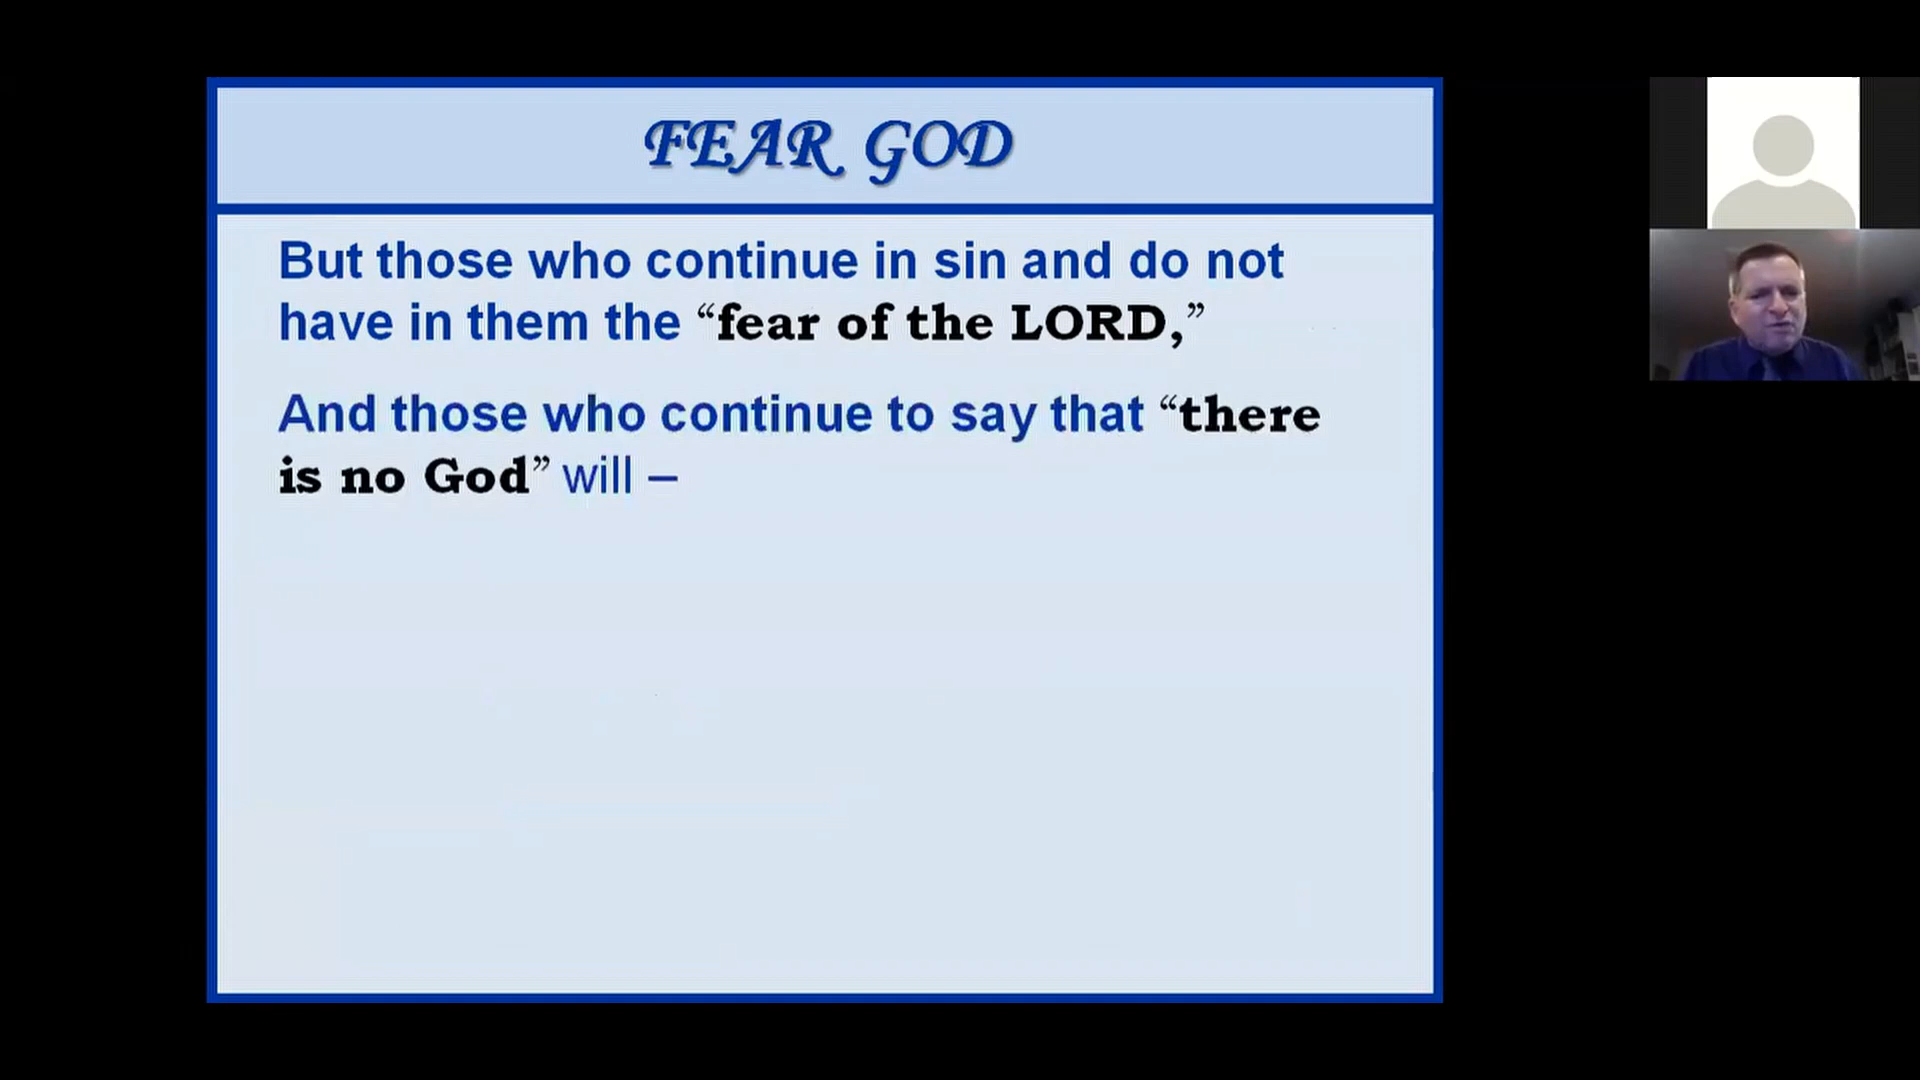 FEAR GOD
But those who continue in sin and do not
have in them the “fear of the LORD,”
And those who continue to say that “there
is no God” will –